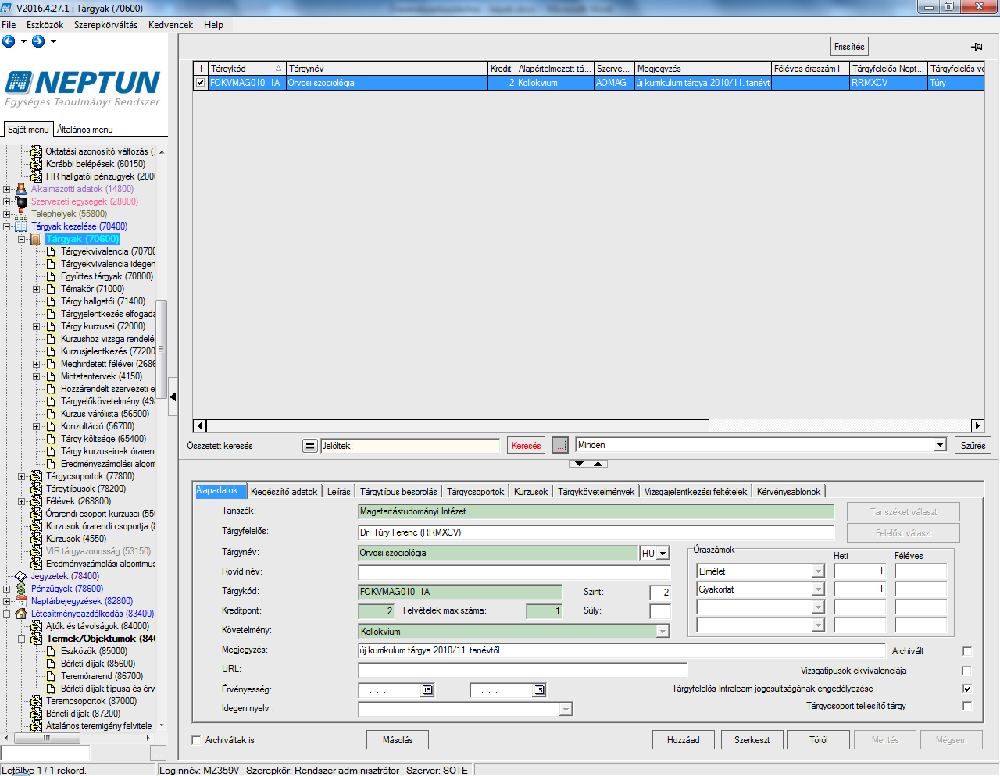 V2016.4.27.1 : Tárgyak (70600)
File Eszközök Szerepkörváltás Kedvencek Help
NEPTUN
Egységes Tanulmányi Rendszer
Saját menü Általános menü
Oktatási azonosító változás (
Korábbi belépések (60150)
FIR hallgatói pénzügyek (200
Alkalmazotti adatok (14800)
Szervezeti egységek (28000)
Telephelyek (55800)
Tárgyak kezelése (70400)
Tárgyak (70600)
Tárgyekvivalencia (7070
Tárgyekvivalencia idegen
Együttes tárgyak (70800)
Témakör (71000)
Tárgy hallgatói (71400)
Tárgyjelentkezés elfogadá
Tárgy kurzusai (72000)
Kurzushoz vizsga rendelé
Kurzusjelentkezés (77200
Meghirdetett félévei (268
Mintatantervek (4150)
Hozzárendelt szervezeti e
Tárgyelőkövetelmény (49
Kurzus várólista (56500)
Konzultáció (56700)
Tárgy költsége (65400)
Tárgy kurzusainak óraren
Eredményszámolási algori
Tárgycsoportok (77800)
Tárgytípusok (78200)
Félévek (268800)
Órarendi csoport kurzusai (55
Kurzusok órarendi csoportja (
Kurzusok (4550)
VIR tárgyazonosság (53150)
Eredményszámolási algoritmus
Jegyzetek (78400)
Pénzügyek (78600)
Naptárbejegyzések (82800)
Létesítménygazdálkodás (83400)
Ajtók és távolságok (84000)
Termek/Objektumok (84
Eszközök (85000)
Bérleti díjak (85600)
Teremórarend (86700)
Bérleti díjak típusa és érv
Teremcsoportok (87000)
Bérleti díjak (87200)
Általános teremigény felvitele
...
Frissítés
1 Tárgykód Tárgynév Kredit Alapértelmezett tá... Szerve... Megjegyzés Féléves óraszám1 Tárgyfelelős Nept... Tárgyfelelős ve
FOKVMAG010_1A Orvosi szociológia 2 Kollokvium AOMAG új kurrikulum tárgya 2010/11. tanévt RRMXCV Túry
Összetett keresés = Jelöltek; Keresés Minden Szűrés
Alapadatok Kiegészítő adatok Leírás Tárgytípus besorolás Tárgycsoportok Kurzusok Tárgykövetelmények Vizsgajelentkezési feltételek Kérvénysablonok
Tanszék: Magatartástudományi Intézet Tanszéket választ
Tárgyfelelős: Dr. Túry Ferenc (RRMXCV) Felelőst választ
Tárgynév: Orvosi szociológia HU
Óraszámok
Heti Féléves
Rövid név:
Elmélet 1
Tárgykód: FOKVMAG010_1A Szint: 2
Gyakorlat 1
Kreditpont: 2 Felvételek max száma: 1 Súly:
Követelmény: Kollokvium
Megjegyzés: új kurrikulum tárgya 2010/11. tanévtől Archivált
URL: Vizsgatípusok ekvivalenciája
Érvényesség: . . . 15 . . . 15 Tárgyfelelős Intralearn jogosultságának engedélyezése
Idegen nyelv : Tárgycsoport teljesítő tárgy
Archiváltak is Másolás Hozzáad Szerkeszt Töröl Mentés Mégsem
Letöltve 1 / 1 rekord. Loginnév: MZ359V Szerepkör: Rendszer adminisztrátor Szerver: SOTE